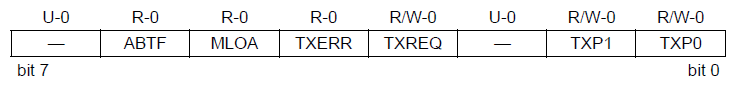 U-0 R-0 R-0 R-0 R/W-0 U-0 R/W-0 R/W-0
— ABTF MLOA TXERR TXREQ — TXP1 TXP0
bit 7 bit 0